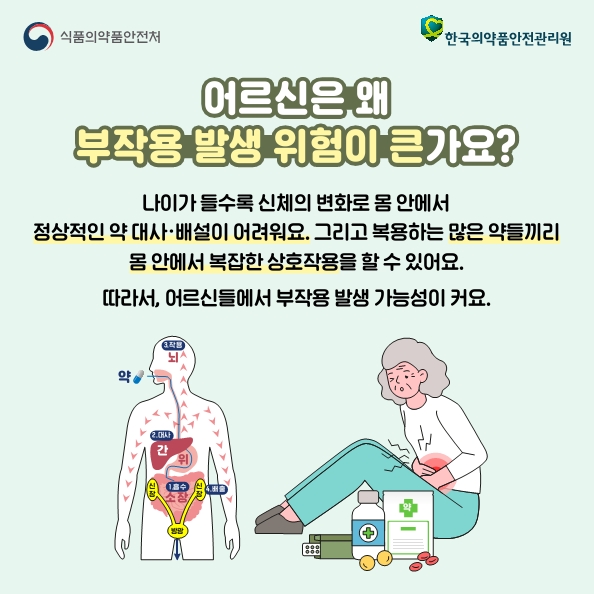 식품의약품안전처
한국의약품안전관리원
어르신은 왜
부작용 발생 위험이 큰가요?
나이가 들수록 신체의 변화로 몸 안에서
정상적인 약 대사·배설이 어려워요. 그리고 복용하는 많은 약들끼리
몸 안에서 복잡한 상호작용을 할 수 있어요.
따라서, 어르신들에서 부작용 발생 가능성이 커요.
3.작용
뇌
약
2.대사
간
위
1.흡수
소장
신장
신장
4.배출
방광
약